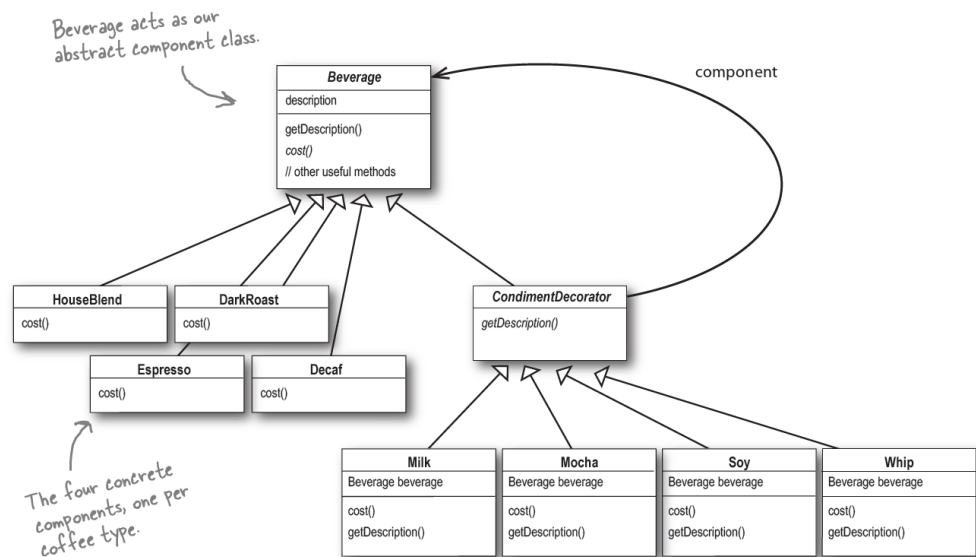 Beverage acts as our
abstract component class.
Beverage
description
getDescription()
cost()
// other useful methods
component
HouseBlend
cost()
DarkRoast
cost()
CondimentDecorator
getDescription()
Espresso
cost()
Decaf
cost()
The four concrete
components, one per
coffee type.
Milk
Beverage beverage
cost()
getDescription()
Mocha
Beverage beverage
cost()
getDescription()
Soy
Beverage beverage
cost()
getDescription()
Whip
Beverage beverage
cost()
getDescription()